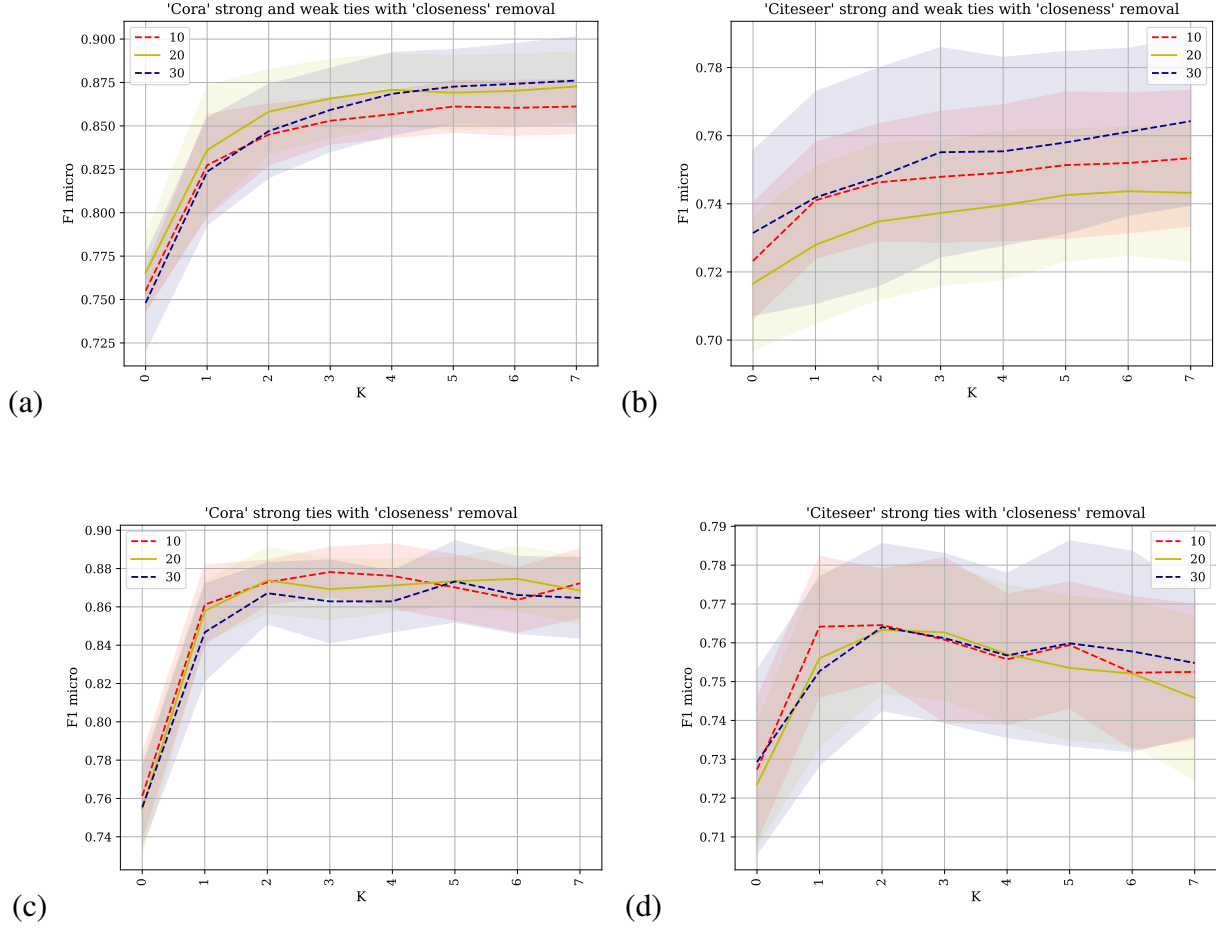 'Cora' strong and weak ties with 'closeness' removal
10
20
30
0.900
0.875
0.850
0.825
0.800
0.775
0.750
0.725
F1 micro
0 1 2 3 4 5 6 7
K
(a)
'Citeseer' strong and weak ties with 'closeness' removal
10
20
30
0.78
0.76
0.74
0.72
0.70
F1 micro
0 1 2 3 4 5 6 7
K
(b)
'Cora' strong ties with 'closeness' removal
10
20
30
0.90
0.88
0.86
0.84
0.82
0.80
0.78
0.76
0.74
F1 micro
0 1 2 3 4 5 6 7
K
(c)
'Citeseer' strong ties with 'closeness' removal
10
20
30
0.79
0.78
0.77
0.76
0.75
0.74
0.73
0.72
0.71
F1 micro
0 1 2 3 4 5 6 7
K
(d)